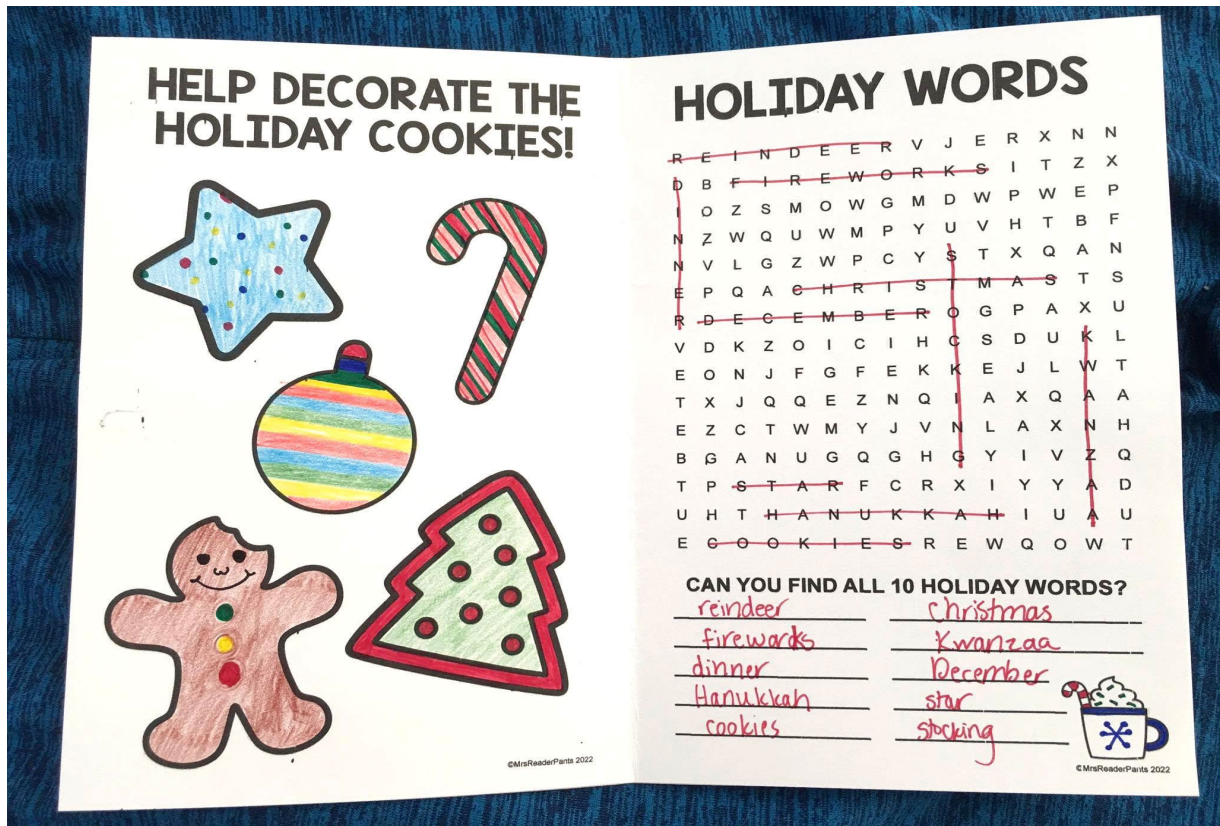 HELP DECORATE THE
HOLIDAY COOKIES!
©MrsReaderPants 2022
HOLIDAY WORDS
R E I N D E E R V J E R X N N
D B F I R E W O R K S I T Z X
I O Z S M O W G M D W P W E P
N Z W Q U W M P Y U V H T B F
N V L G Z W P C Y S T X Q A N
E P Q A C H R I S T M A S T S
R D E C E M B E R O G P A X U
V D K Z O I C I H C S D U K L
E O N J F G F E K K E J L W T
T X J Q Q E Z N Q I A X Q A A
E Z C T W M Y J V N L A X N H
B G A N U G Q G H G Y I V Z Q
T P S T A R F C R X I Y Y A D
U H T H A N U K K A H I U A U
E C O O K I E S R E W Q O W T
CAN YOU FIND ALL 10 HOLIDAY WORDS?
reindeer
fireworks
dinner
Hanukkah
cookies
christmas
Kwanzaa
December
star
stocking
©MrsReaderPants 2022